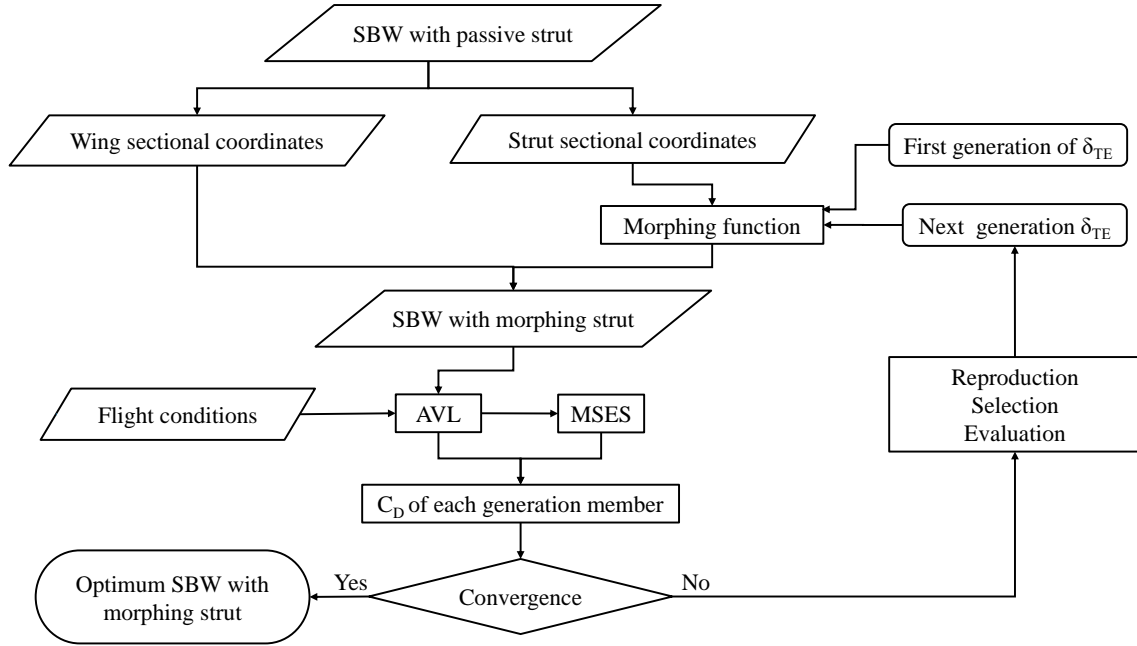 SBW with passive strut
Wing sectional coordinates
Strut sectional coordinates
First generation of δTE
Morphing function
Next generation δTE
SBW with morphing strut
Flight conditions
AVL
MSES
Reproduction
Selection
Evaluation
CD of each generation member
Optimum SBW with
morphing strut
Yes
Convergence
No